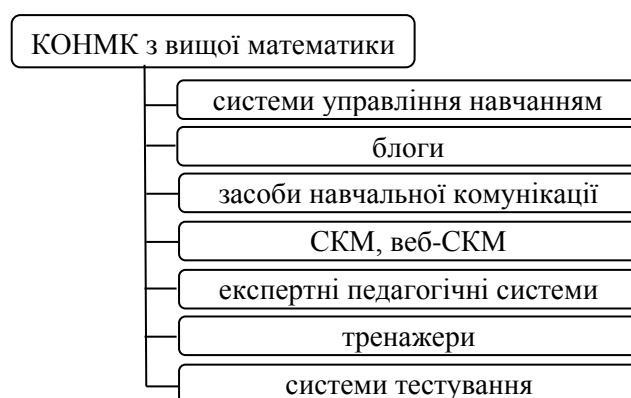 КОНМК з вищої математики
системи управління навчанням
блоги
засоби навчальної комунікації
СКМ, веб-СКМ
експертні педагогічні системи
тренажери
системи тестування